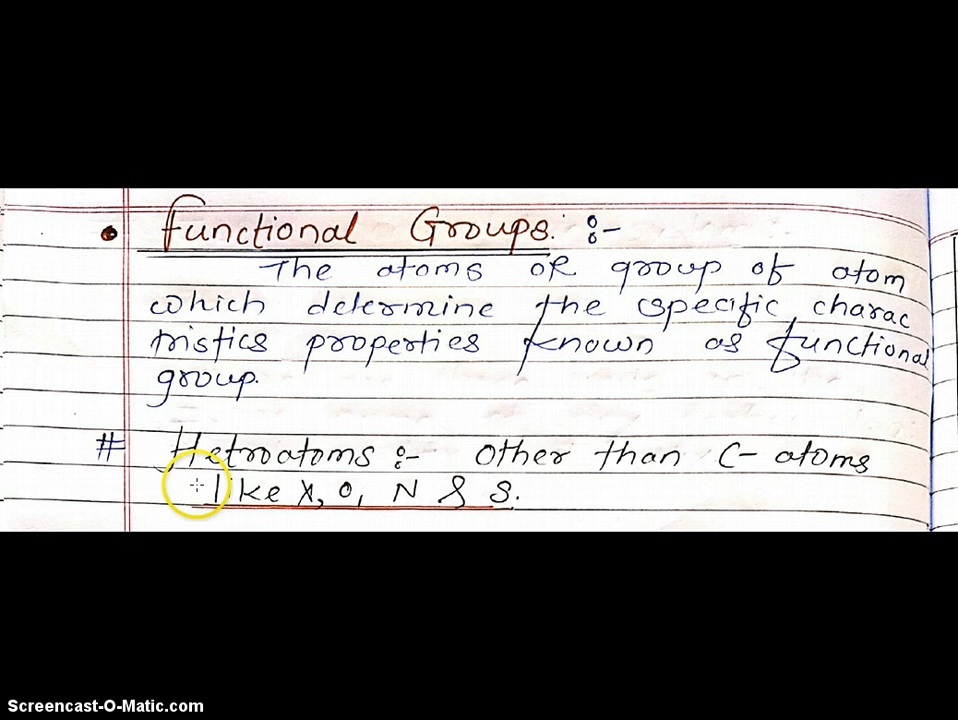 • Functional Groups. :-
The atoms OR group of atom
which determine the specific charac
tristics properties known as functional
group.
# Hetroatoms :- Other than C- atoms
like X, O, N & S.
Screencast-O-Matic.com